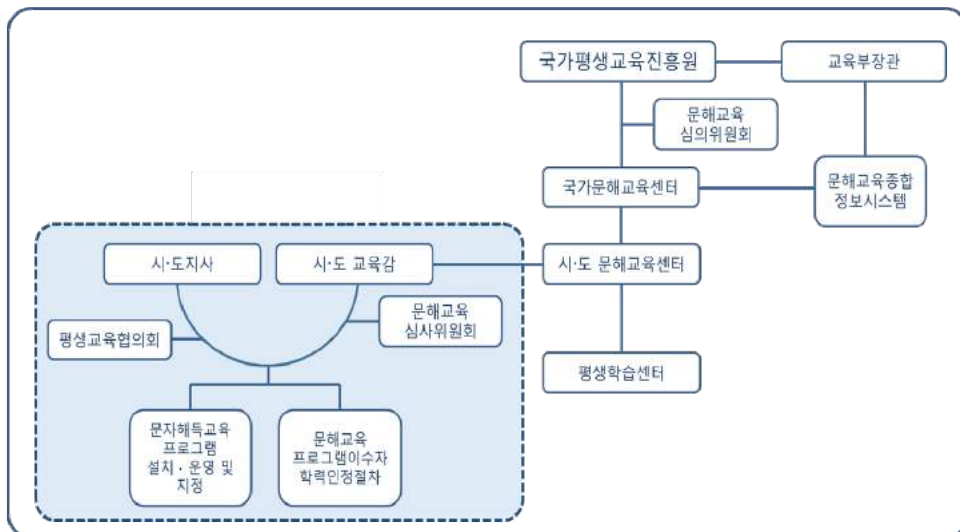 국가평생교육진흥원
교육부장관
문해교육
심의위원회
국가문해교육센터
문해교육종합
정보시스템
시·도지사
시·도 교육감
시·도 문해교육센터
평생교육협의회
문해교육
심사위원회
평생학습센터
문자해득교육
프로그램
설치·운영 및
지정
문해교육
프로그램이수자
학력인정절차